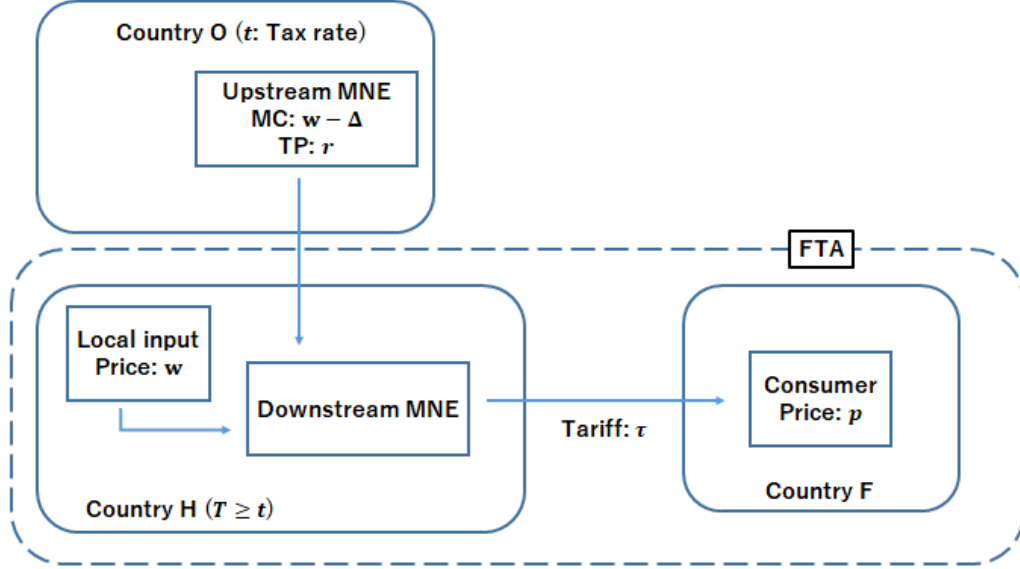 Country O (t: Tax rate)
Upstream MNE
MC: w − Δ
TP: r
FTA
Local input
Price: w
Downstream MNE
Tariff: τ
Consumer
Price: p
Country F
Country H (T ≥ t)